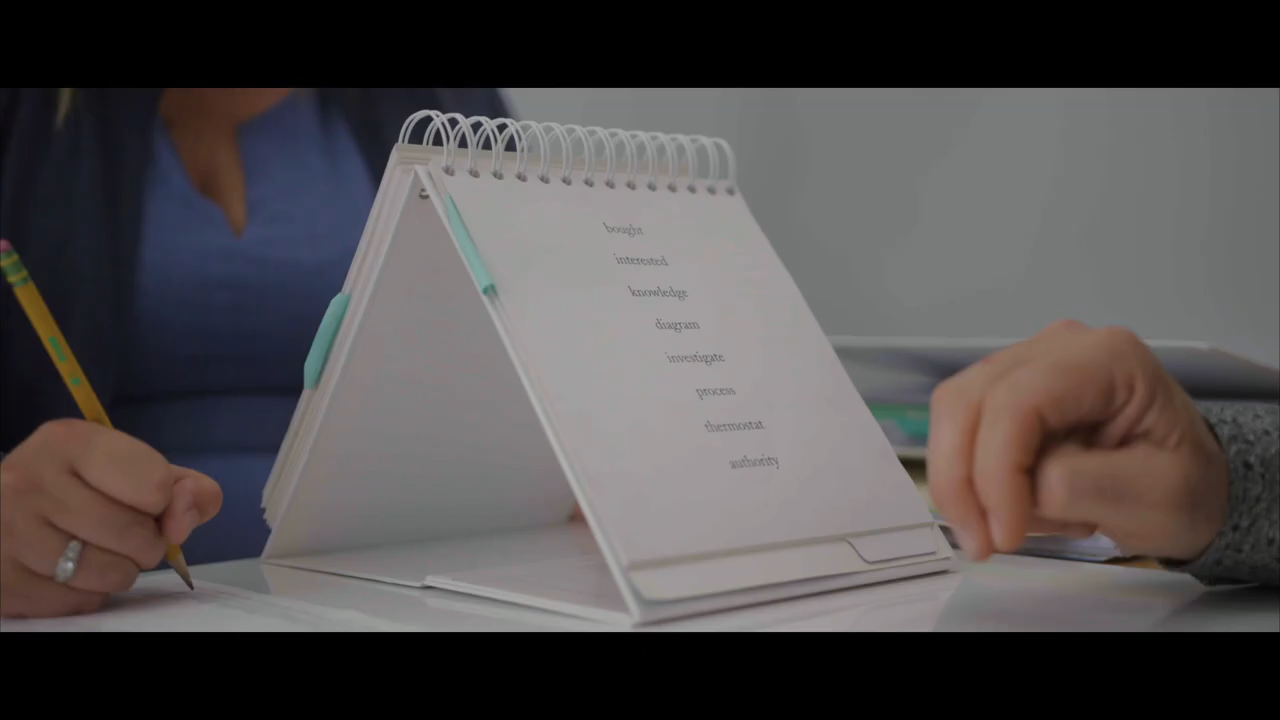 bought
interested
knowledge
diagram
investigate
process
thermostat
authority